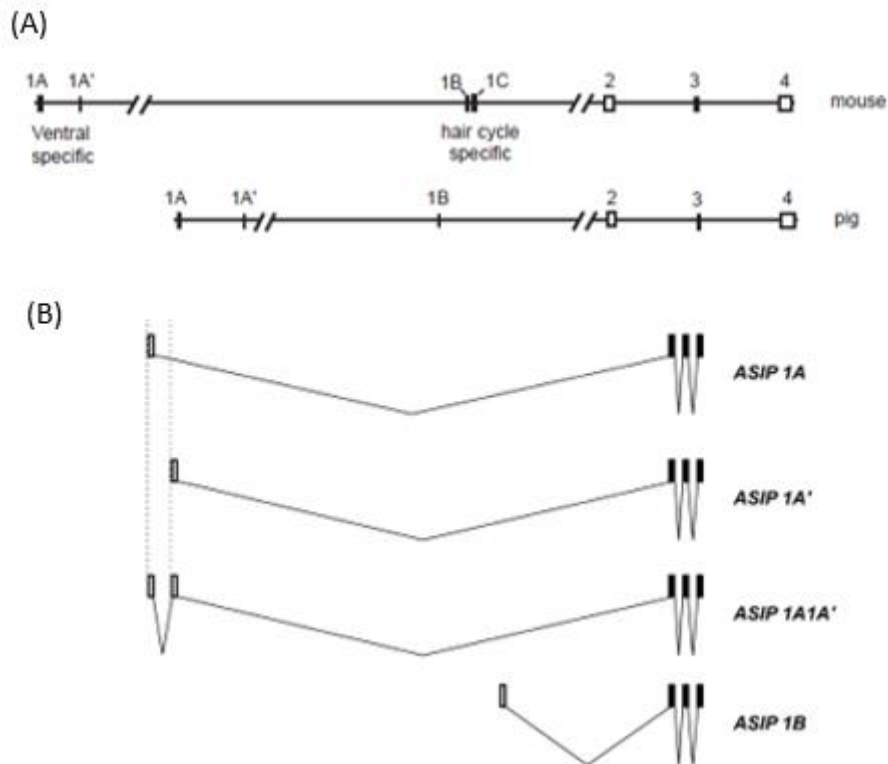 (A)
1A 1A' 1B 1C 2 3 4
mouse
Ventral
specific
hair cycle
specific
1A 1A' 1B 2 3 4
pig
(B)
ASIP 1A
ASIP 1A'
ASIP 1A1A'
ASIP 1B